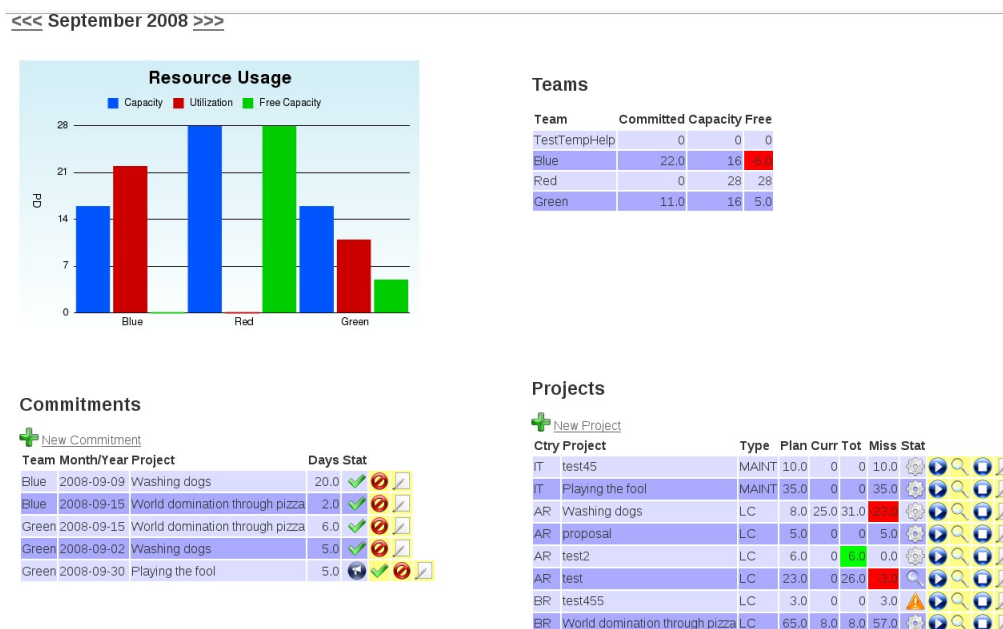 <<< September 2008 >>>
Resource Usage
Capacity Utilization Free Capacity
28
21
14
7
0
PD
Blue Red Green
Teams
Team Committed Capacity Free
TestTempHelp 0 0 0
Blue 22.0 16 -6.0
Red 0 28 28
Green 11.0 16 5.0
Commitments
New Commitment
Team Month/Year Project Days Stat
Blue 2008-09-09 Washing dogs 20.0
Blue 2008-09-15 World domination through pizza 2.0
Green 2008-09-15 World domination through pizza 6.0
Green 2008-09-02 Washing dogs 5.0
Green 2008-09-30 Playing the fool 5.0
Projects
New Project
Ctry Project Type Plan Curr Tot Miss Stat
IT test45 MAINT 10.0 0 0 10.0
IT Playing the fool MAINT 35.0 0 0 35.0
AR Washing dogs LC 8.0 25.0 31.0 23.0
AR proposal LC 5.0 0 0 5.0
AR test2 LC 6.0 0 6.0 0.0
AR test LC 23.0 0 26.0 -3.0
BR test455 LC 3.0 0 0 3.0
BR World domination through pizza LC 65.0 8.0 8.0 57.0